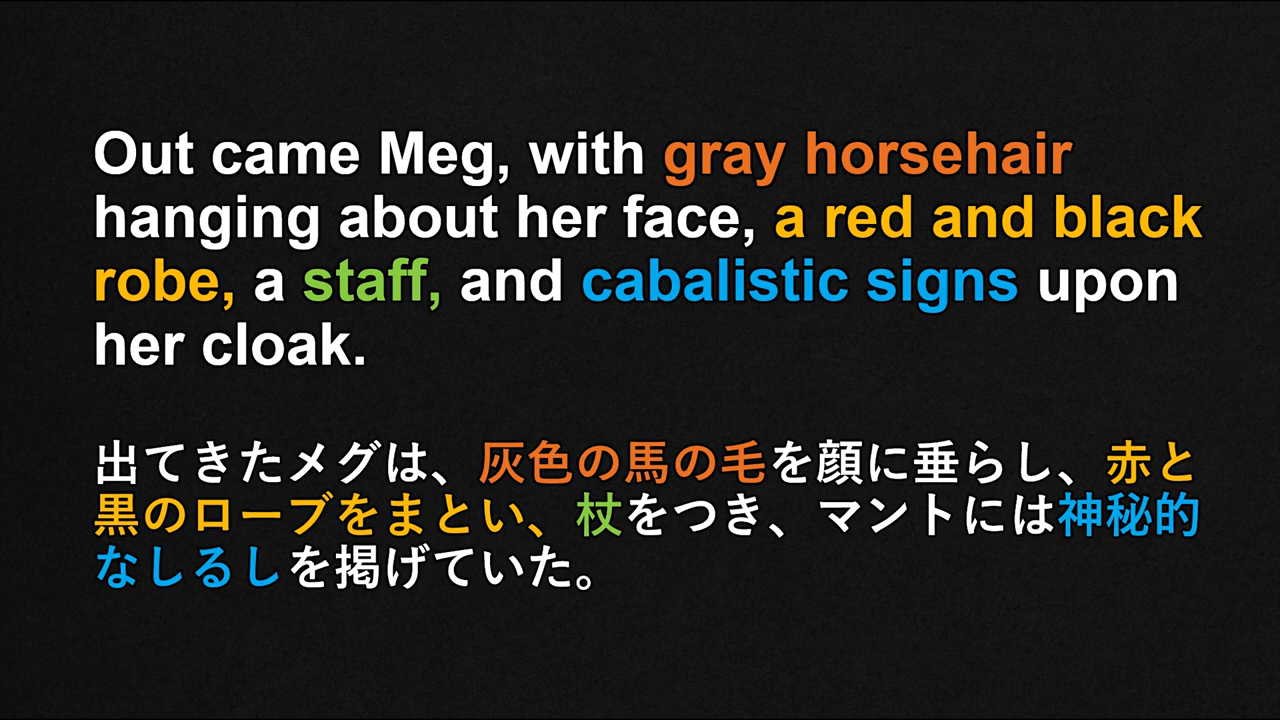 Out came Meg, with gray horsehair
hanging about her face, a red and black
robe, a staff, and cabalistic signs upon
her cloak.
出てきたメグは、灰色の馬の毛を顔に垂らし、赤と
黒のローブをまとい、杖をつき、マントには神秘的
なしるしを掲げていた。